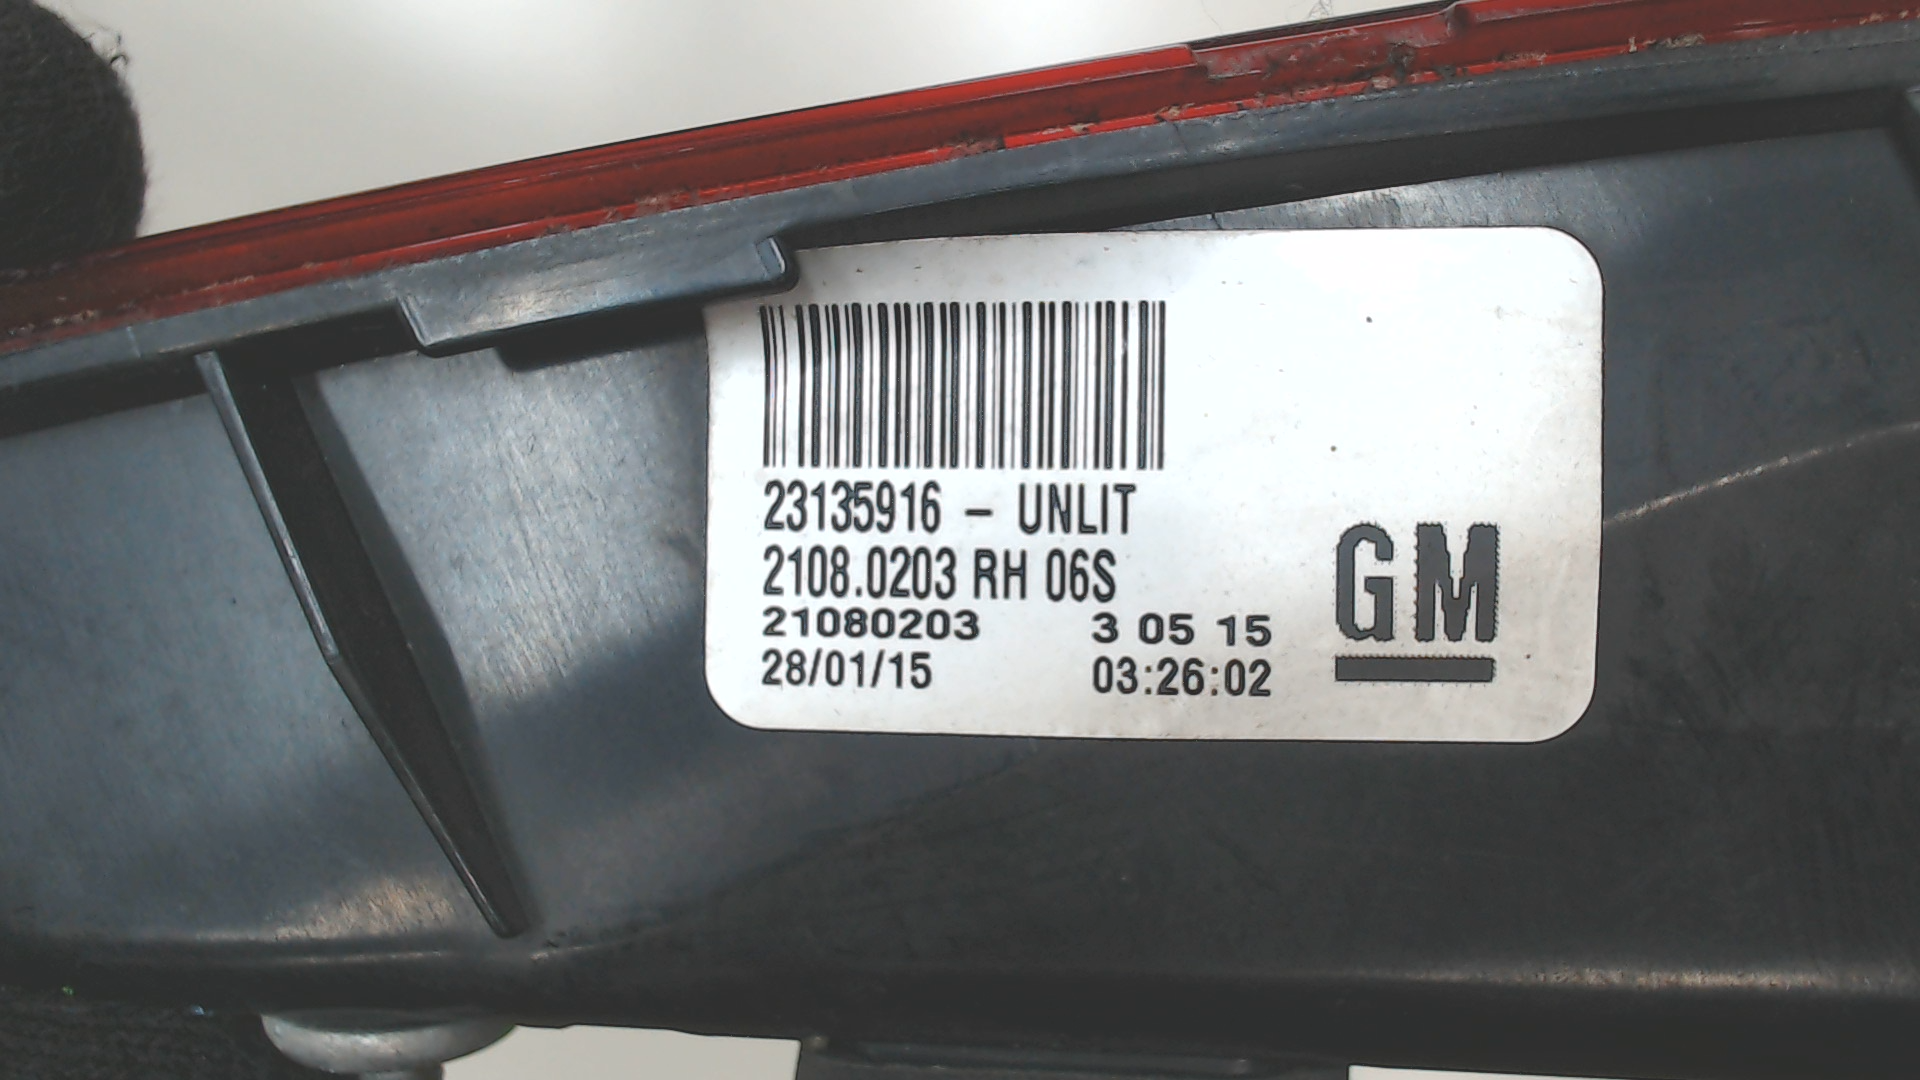 23135916 - UNLIT
2108.0203 RH 06S
21080203 3 05 15
28/01/15 03:26:02
GM